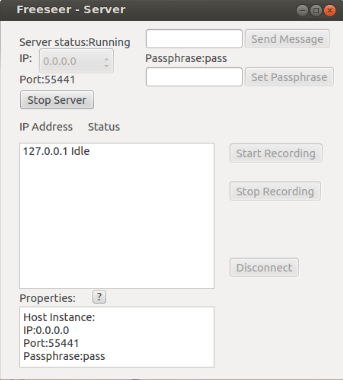 Freeseer - Server
Server status:Running
Send Message
IP: 0.0.0.0
Passphrase:pass
Port:55441
Set Passphrase
Stop Server
IP Address Status
127.0.0.1 Idle
Start Recording
Stop Recording
Disconnect
Properties: ?
Host Instance:
IP:0.0.0.0
Port:55441
Passphrase:pass